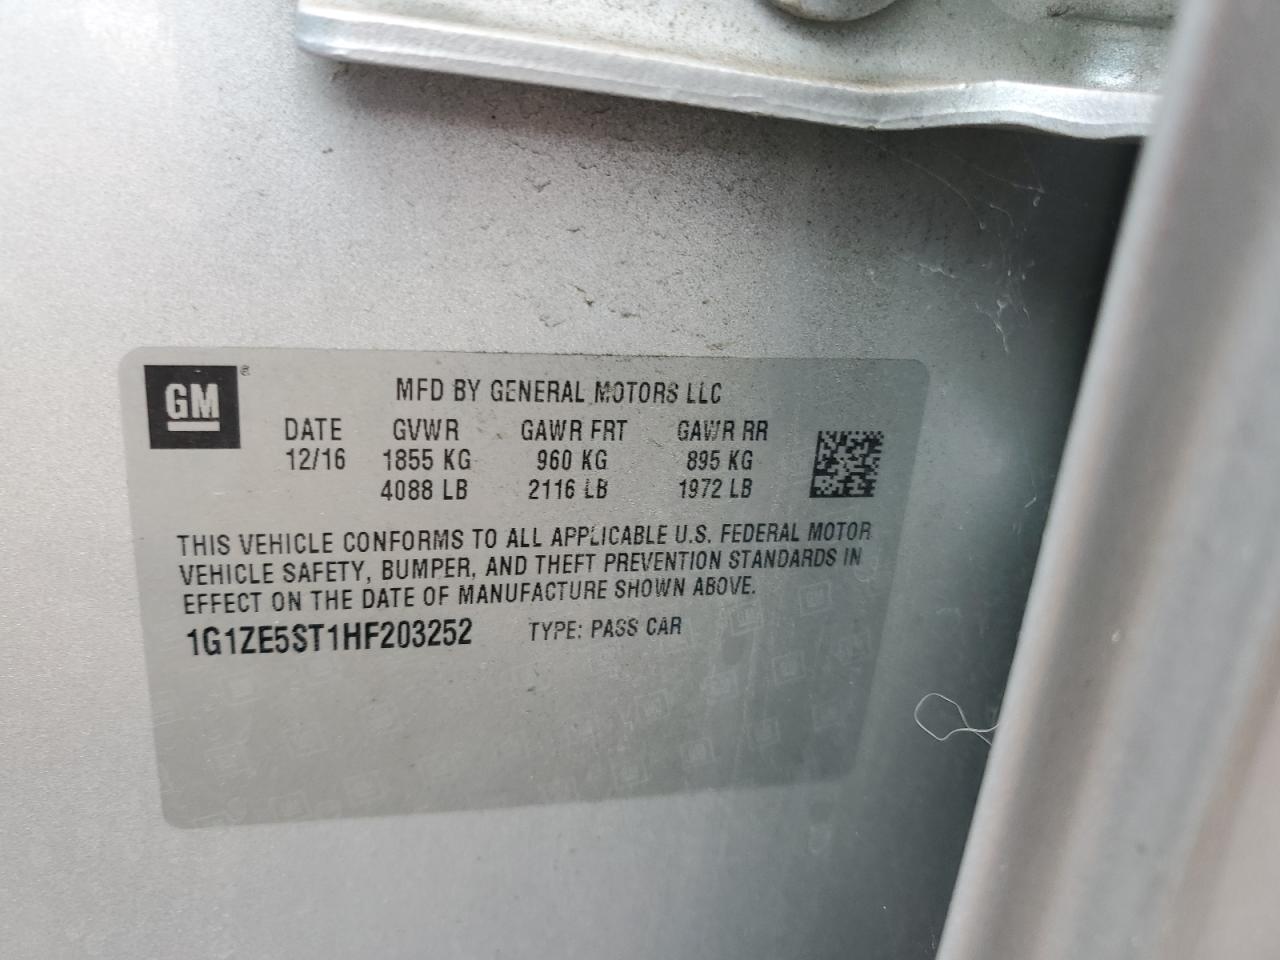 GM
MFD BY GENERAL MOTORS LLC
DATE GVWR GAWR FRT GAWR RR
12/16 1855 KG 960 KG 895 KG
4088 LB 2116 LB 1972 LB
THIS VEHICLE CONFORMS TO ALL APPLICABLE U.S. FEDERAL MOTOR
VEHICLE SAFETY, BUMPER, AND THEFT PREVENTION STANDARDS IN
EFFECT ON THE DATE OF MANUFACTURE SHOWN ABOVE.
1G1ZE5ST1HF203252 TYPE: PASS CAR